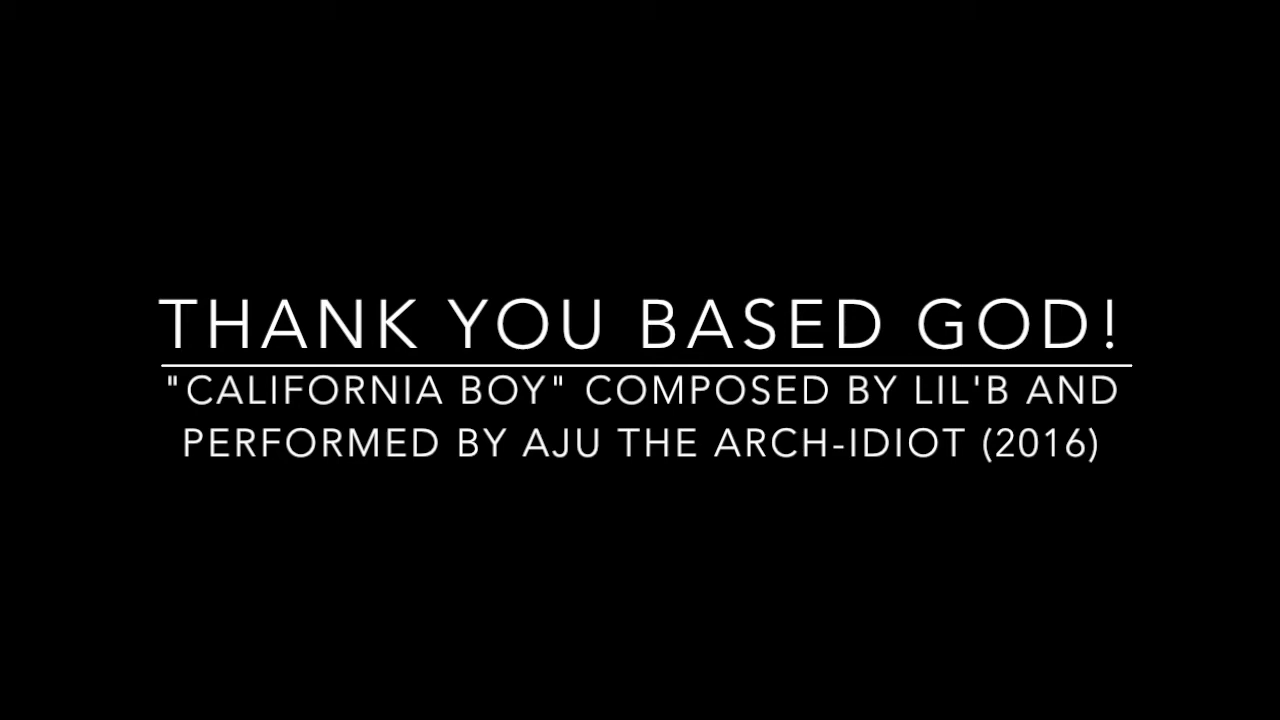 THANK YOU BASED GOD!
"CALIFORNIA BOY" COMPOSED BY LIL'B AND
PERFORMED BY AJU THE ARCH-IDIOT (2016)